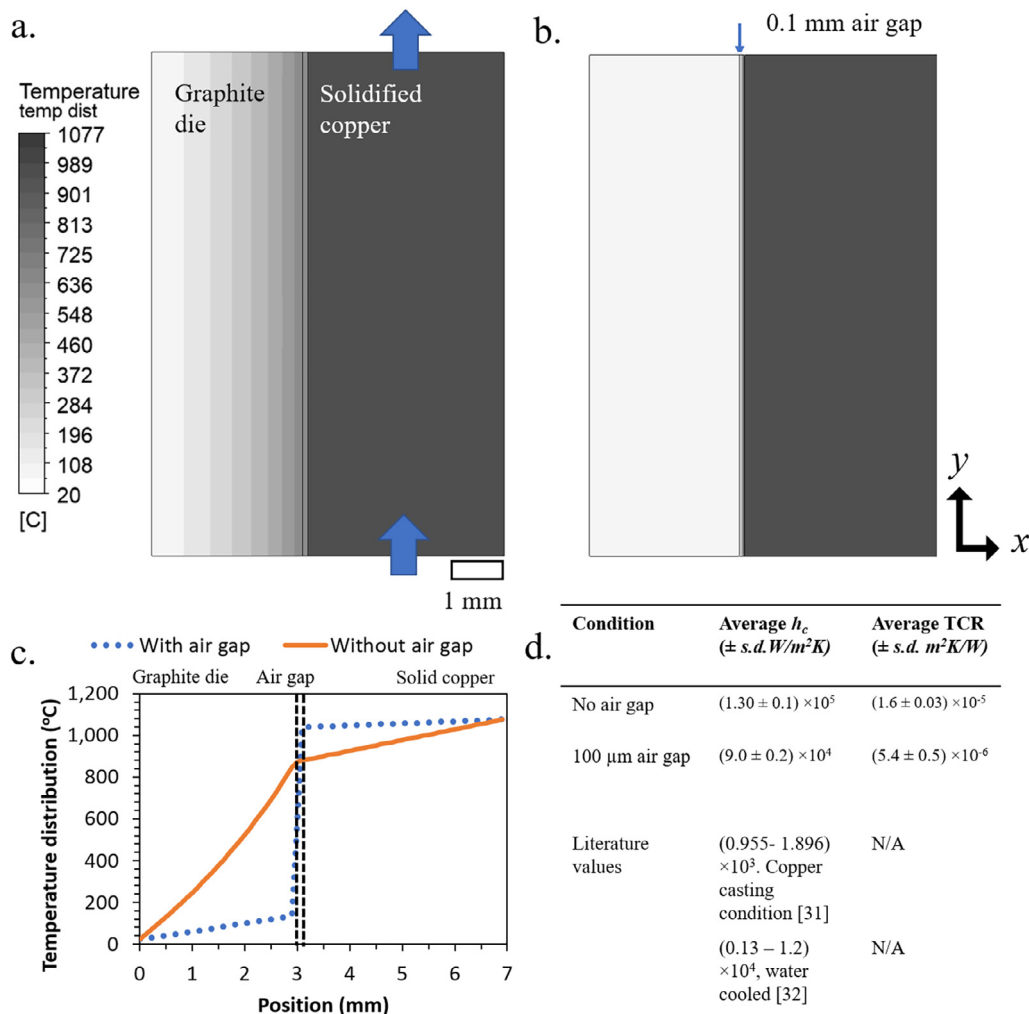 a.
Temperature
temp dist
1077
989
901
813
725
636
548
460
372
284
196
108
20
[C]
Graphite
die
Solidified
copper
1 mm
b.
0.1 mm air gap
y
x
c.
With air gap
Without air gap
Graphite die
Air gap
Solid copper
Temperature distribution (°C)
1,200
1,000
800
600
400
200
0
0 1 2 3 4 5 6 7
Position (mm)
d.
Condition Average hc Average TCR
(± s.d.W/m²K) (± s.d. m²K/W)
No air gap (1.30 ± 0.1) ×10⁵ (1.6 ± 0.03) ×10⁻⁵
100 µm air gap (9.0 ± 0.2) ×10⁴ (5.4 ± 0.5) ×10⁻⁶
Literature (0.955- 1.896) N/A
values ×10³. Copper
casting
condition [31]
(0.13 – 1.2) N/A
×10⁴, water
cooled [32]